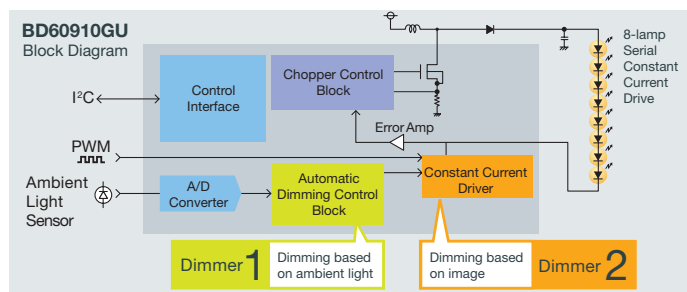 BD60910GU
Block Diagram
I²C
Control
Interface
Chopper Control
Block
8-lamp
Serial
Constant
Current
Drive
Error Amp
PWM
Ambient
Light
Sensor
A/D
Converter
Automatic
Dimming Control
Block
Constant Current
Driver
Dimmer 1
Dimming based
on ambient light
Dimming based
on image
Dimmer 2